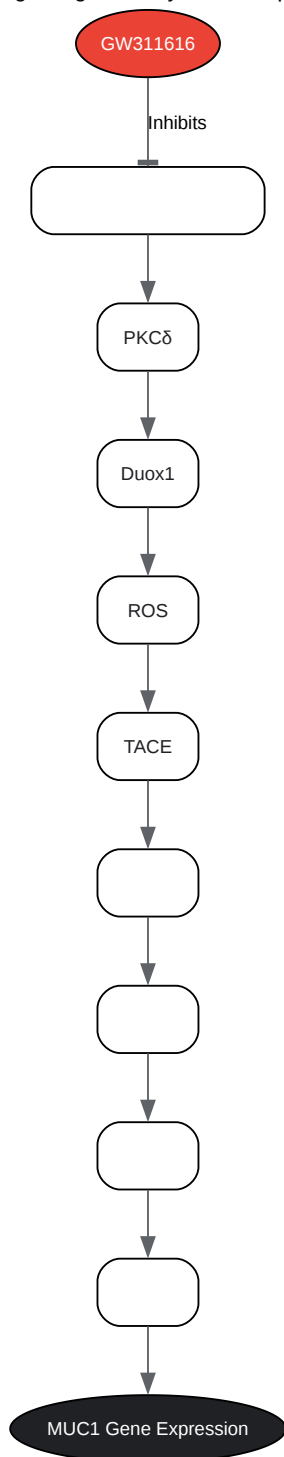 GW311616
Inhibits
PKCδ
Duox1
ROS
TACE
MUC1 Gene Expression